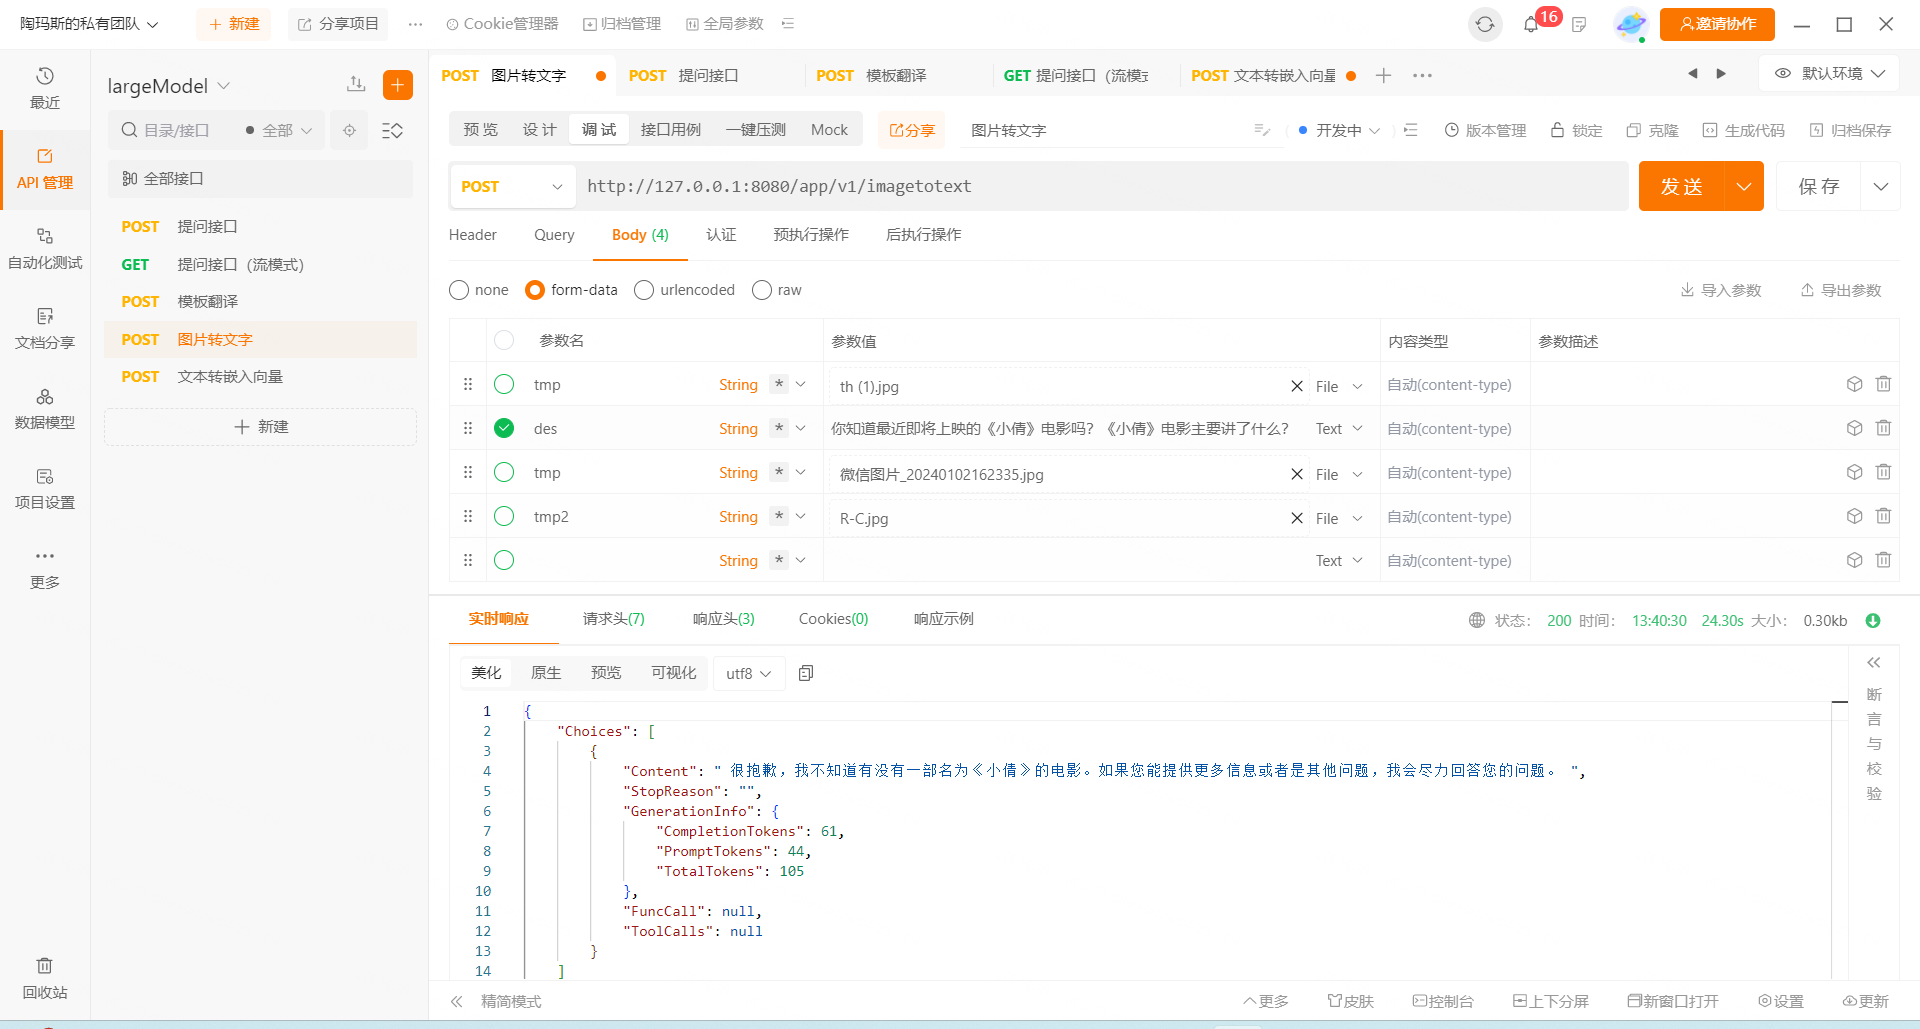 陶玛斯的私有团队 新建 分享项目 ··· Cookie管理器 归档管理 全局参数 16 邀请协作
最近
API 管理
自动化测试
文档分享
数据模型
项目设置
更多
回收站
largeModel
目录/接口 全部
全部接口
POST 提问接口
GET 提问接口（流模式）
POST 模板翻译
POST 图片转文字
POST 文本转嵌入向量
新建
POST 图片转文字 POST 提问接口 POST 模板翻译 GET 提问接口（流模式 POST 文本转嵌入向量 ··· 默认环境
预览 设计 调试 接口用例 一键压测 Mock 分享 图片转文字 开发中 版本管理 锁定 克隆 生成代码 归档保存
POST http://127.0.0.1:8080/app/v1/imagetotext 发送 保存
Header Query Body (4) 认证 预执行操作 后执行操作
none form-data urlencoded raw 导入参数 导出参数
参数名 参数值 内容类型 参数描述
tmp String * th (1).jpg File 自动(content-type)
des String * 你知道最近即将上映的《小倩》电影吗？《小倩》电影主要讲了什么？ Text 自动(content-type)
tmp String * 微信图片_20240102162335.jpg File 自动(content-type)
tmp2 String * R-C.jpg File 自动(content-type)
String * Text 自动(content-type)
实时响应 请求头(7) 响应头(3) Cookies(0) 响应示例 状态： 200 时间： 13:40:30 24.30s 大小： 0.30kb
美化 原生 预览 可视化 utf8
断言与校验
1 {
2 "Choices": [
3 {
4 "Content": " 很抱歉，我不知道有没有一部名为《小倩》的电影。如果您能提供更多信息或者是其他问题，我会尽力回答您的问题。 ",
5 "StopReason": "",
6 "GenerationInfo": {
7 "CompletionTokens": 61,
8 "PromptTokens": 44,
9 "TotalTokens": 105
10 },
11 "FuncCall": null,
12 "ToolCalls": null
13 }
14 ]
精简模式 更多 皮肤 控制台 上下分屏 新窗口打开 设置 更新